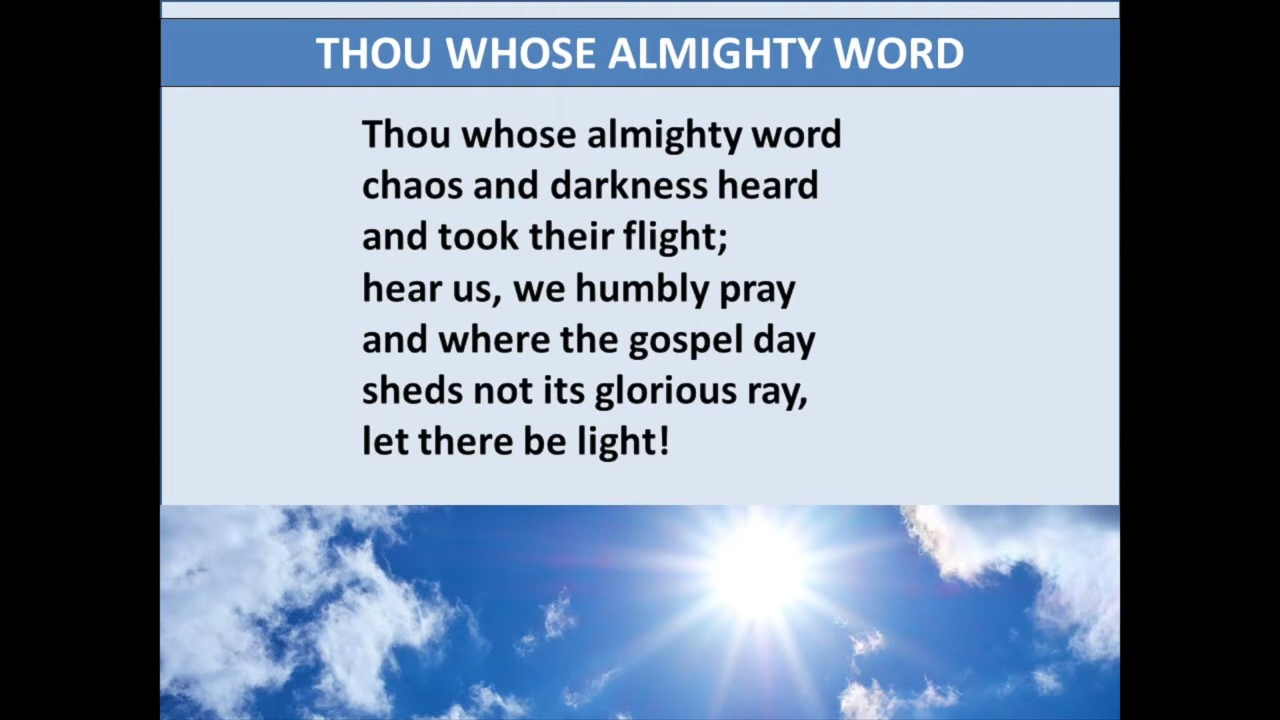 THOU WHOSE ALMIGHTY WORD
Thou whose almighty word
chaos and darkness heard
and took their flight;
hear us, we humbly pray
and where the gospel day
sheds not its glorious ray,
let there be light!